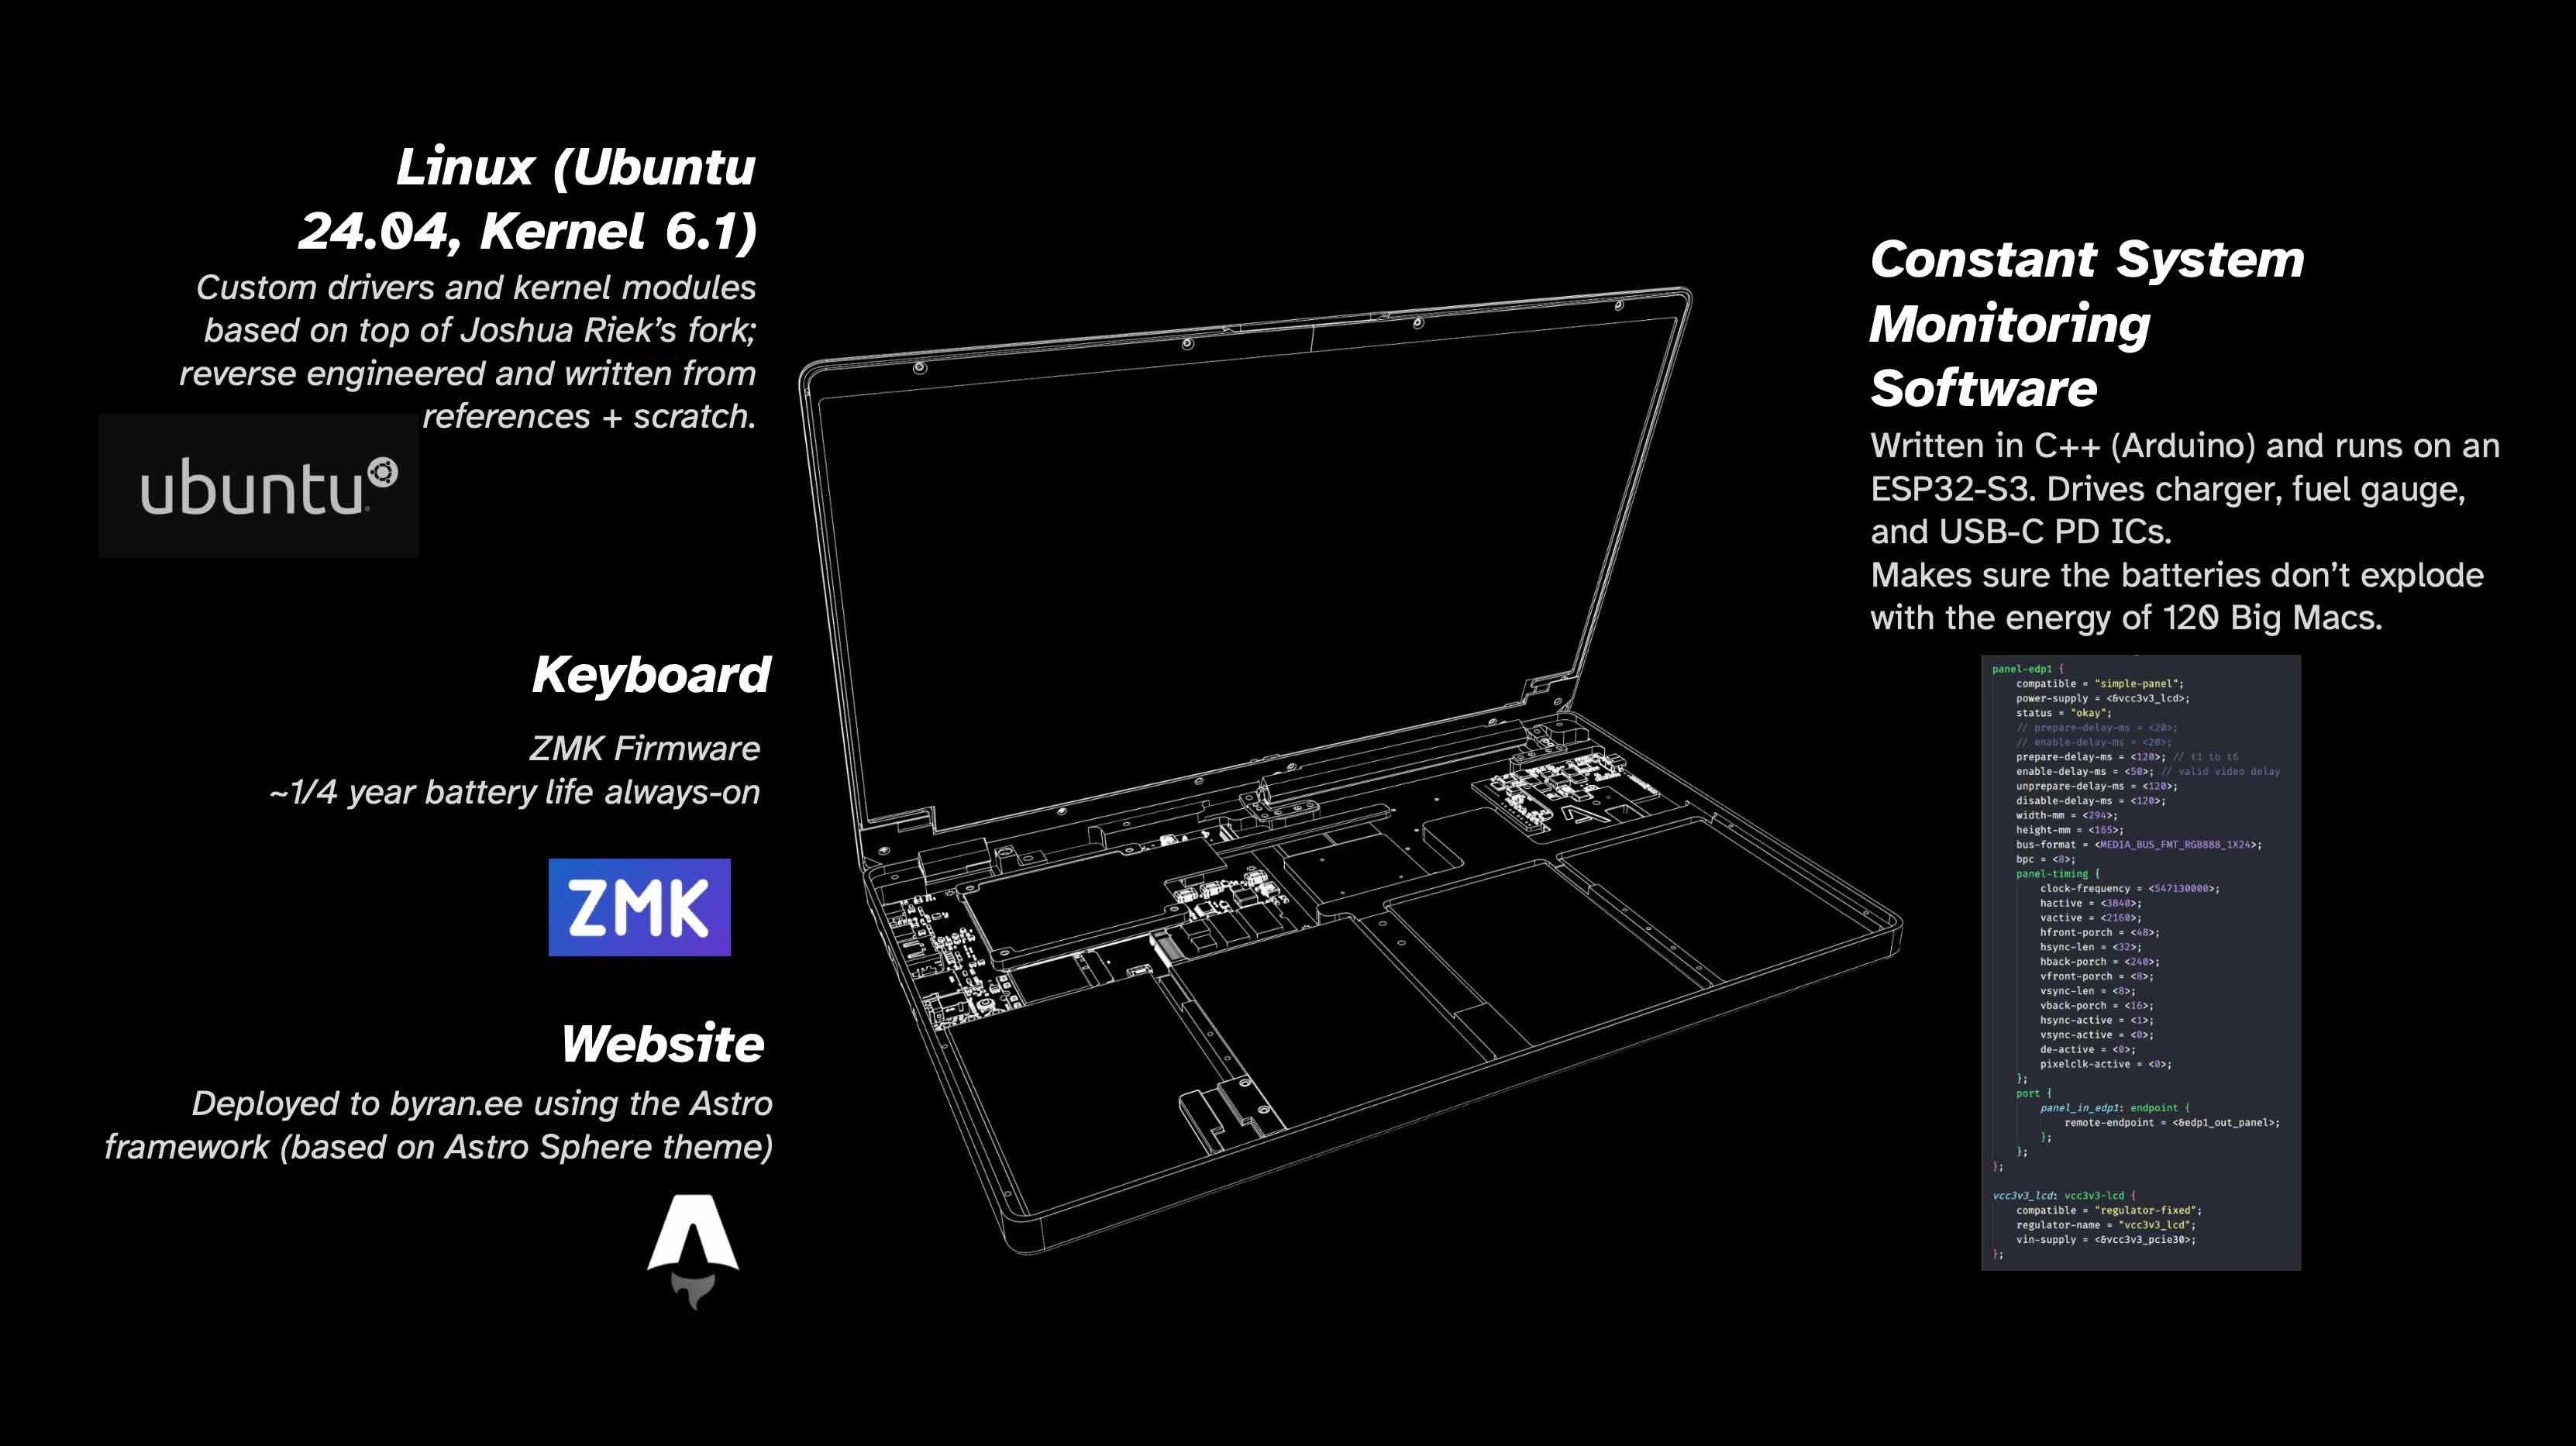 Linux (Ubuntu
24.04, Kernel 6.1)
Custom drivers and kernel modules
based on top of Joshua Riek’s fork;
reverse engineered and written from
references + scratch.
ubuntu
Keyboard
ZMK Firmware
~1/4 year battery life always-on
ZMK
Website
Deployed to byran.ee using the Astro
framework (based on Astro Sphere theme)
Constant System
Monitoring
Software
Written in C++ (Arduino) and runs on an
ESP32-S3. Drives charger, fuel gauge,
and USB-C PD ICs.
Makes sure the batteries don’t explode
with the energy of 120 Big Macs.
panel-edp1 {
compatible = "simple-panel";
power-supply = <&vcc3v3_lcd>;
status = "okay";
// prepare-delay-ms = <20>;
// enable-delay-ms = <20>;
prepare-delay-ms = <120>; // t1 to t6
enable-delay-ms = <50>; // valid video delay
unprepare-delay-ms = <120>;
disable-delay-ms = <120>;
width-mm = <294>;
height-mm = <165>;
bus-format = <MEDIA_BUS_FMT_RGB888_1X24>;
bpc = <8>;
panel-timing {
clock-frequency = <547130000>;
hactive = <3840>;
vactive = <2160>;
hfront-porch = <48>;
hsync-len = <32>;
hback-porch = <240>;
vfront-porch = <8>;
vsync-len = <8>;
vback-porch = <16>;
hsync-active = <1>;
vsync-active = <0>;
de-active = <0>;
pixelclk-active = <0>;
};
port {
panel_in_edp1: endpoint {
remote-endpoint = <&edp1_out_panel>;
};
};
};
vcc3v3_lcd: vcc3v3-lcd {
compatible = "regulator-fixed";
regulator-name = "vcc3v3_lcd";
vin-supply = <&vcc3v3_pcie30>;
};